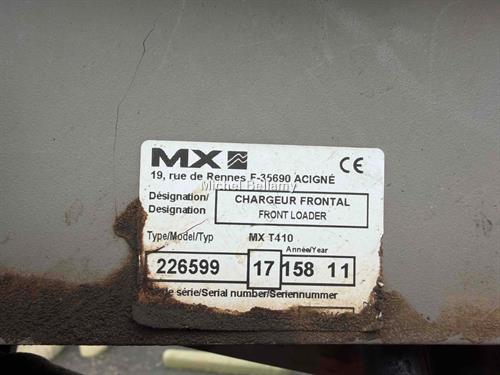 MX CE
19, rue de Rennes F-35690 ACIGNÉ
Michel Bellamy
Désignation/ CHARGEUR FRONTAL
Designation FRONT LOADER
Type/Model/Typ MX T410
Année/Year
226599 17 158 11
de série/Serial number/Seriennummer